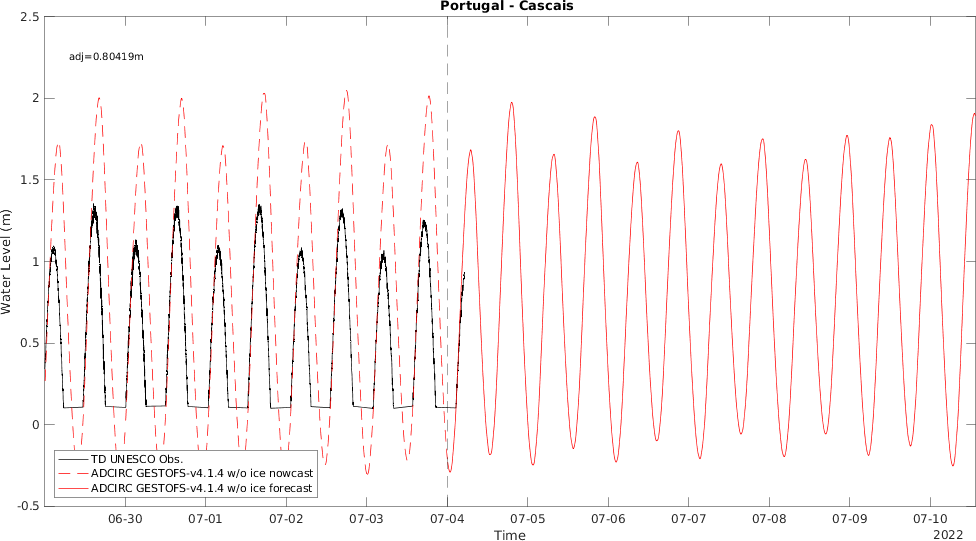 Portugal - Cascais
2.5
adj=0.80419m
2
1.5
1
0.5
0
-0.5
Water Level (m)
TD UNESCO Obs.
ADCIRC GESTOFS-v4.1.4 w/o ice nowcast
ADCIRC GESTOFS-v4.1.4 w/o ice forecast
06-30 07-01 07-02 07-03 07-04 07-05 07-06 07-07 07-08 07-09 07-10
Time
2022